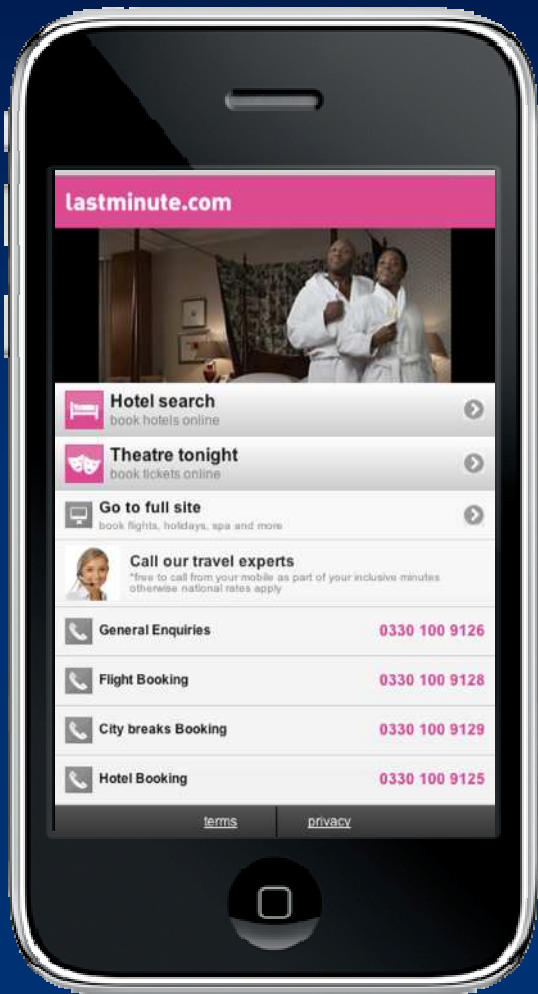 lastminute.com
Hotel search
book hotels online
Theatre tonight
book tickets online
Go to full site
book flights, holidays, spa and more
Call our travel experts
*free to call from your mobile as part of your inclusive minutes
otherwise national rates apply
General Enquiries 0330 100 9126
Flight Booking 0330 100 9128
City breaks Booking 0330 100 9129
Hotel Booking 0330 100 9125
terms privacy